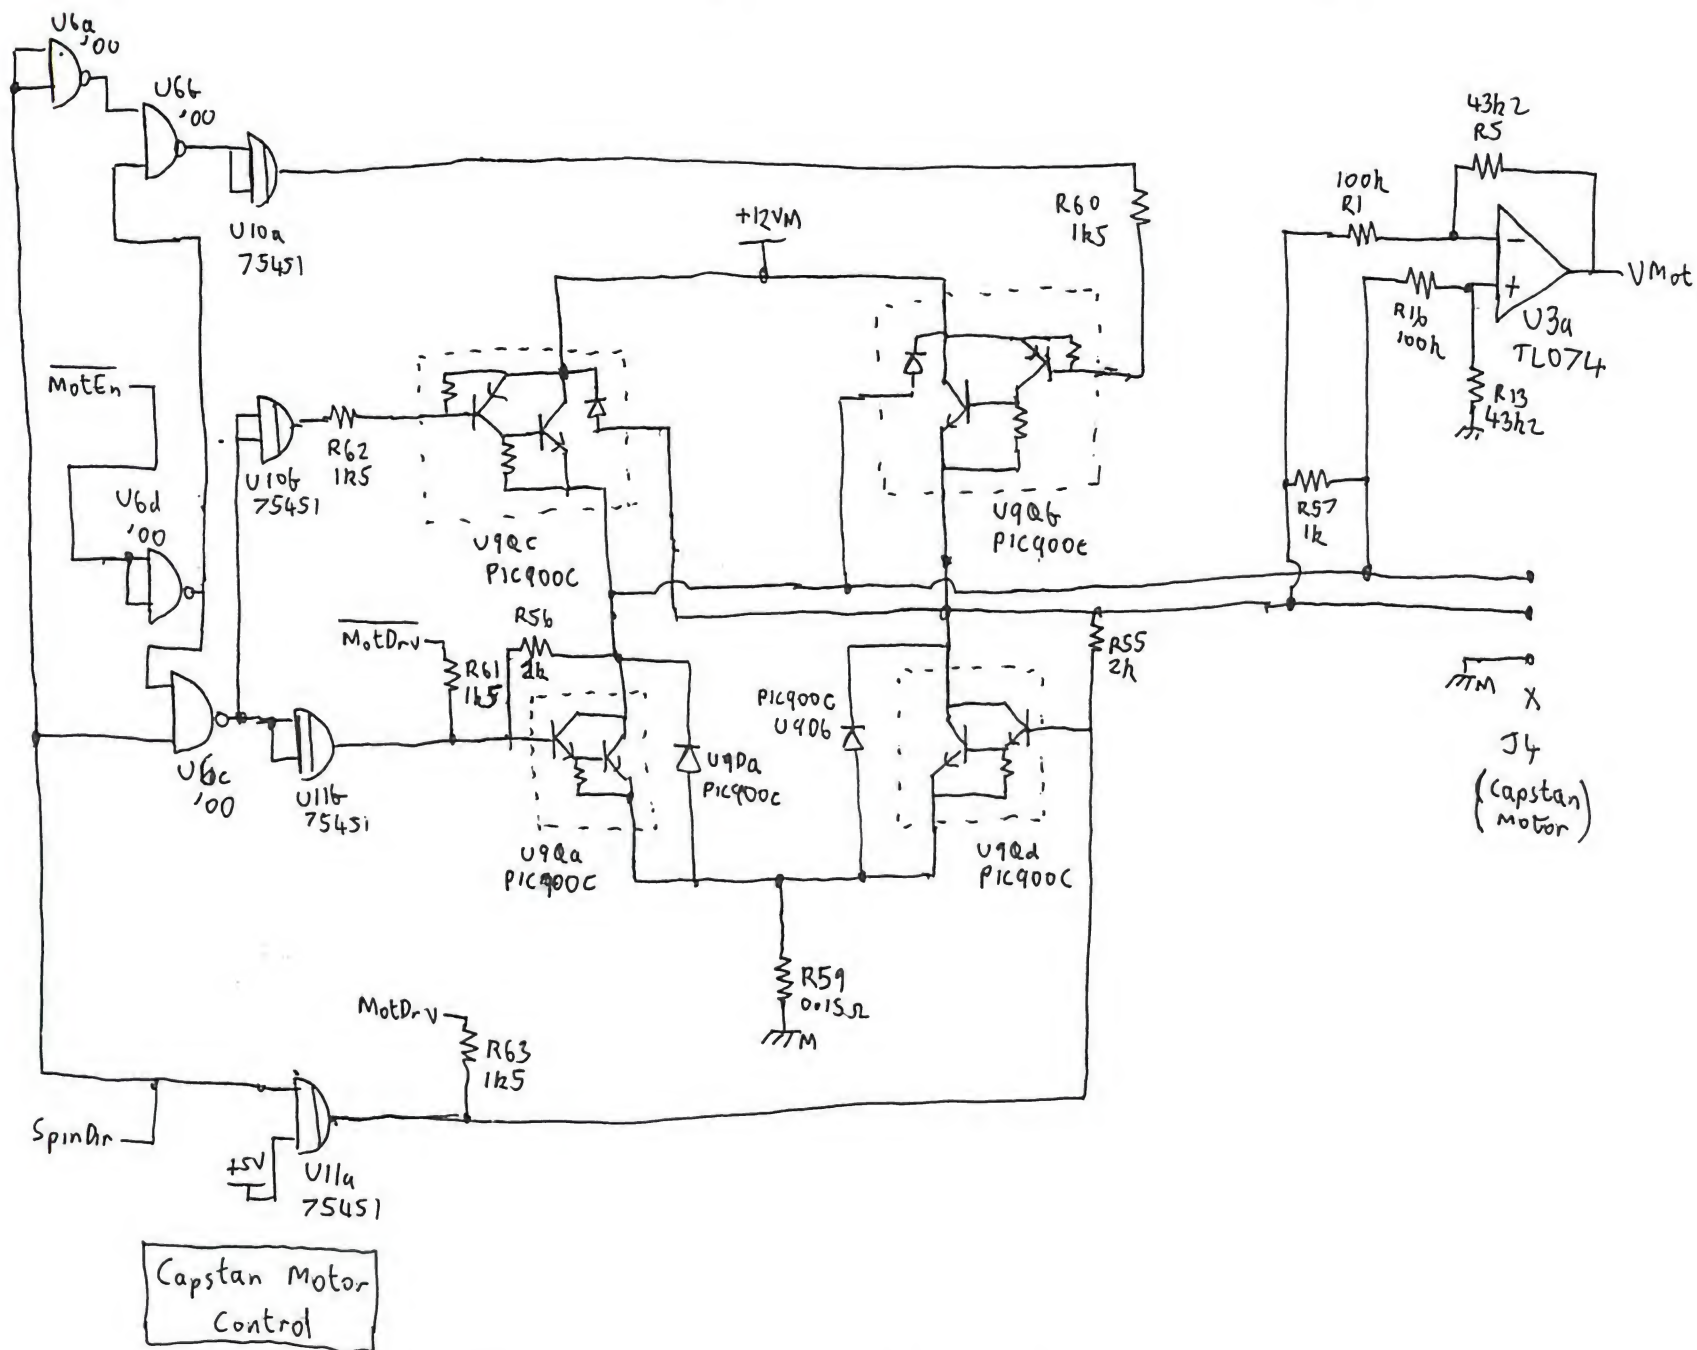 U6a
'00
U6b
'00
U10a
75451
+12VM
R60
1k5
43k2
R5
100k
R1
VMot
R16
100k
U3a
TL074
R13
43k2
MotEn
U6d
'00
U10b
75451
R62
1k5
U9Qc
PIC900C
U9Qb
PIC900C
R57
1k
MotDrv
R61
1k5
R56
2k
R55
2k
PIC900C
U9Db
M
X
J4
(Capstan
Motor)
U6c
'00
U11b
75451
U9Da
PIC900C
U9Qa
PIC900C
U9Qd
PIC900C
R59
0.15Ω
M
MotDrv
R63
1k5
SpinDir
+5V
U11a
75451
Capstan Motor
Control